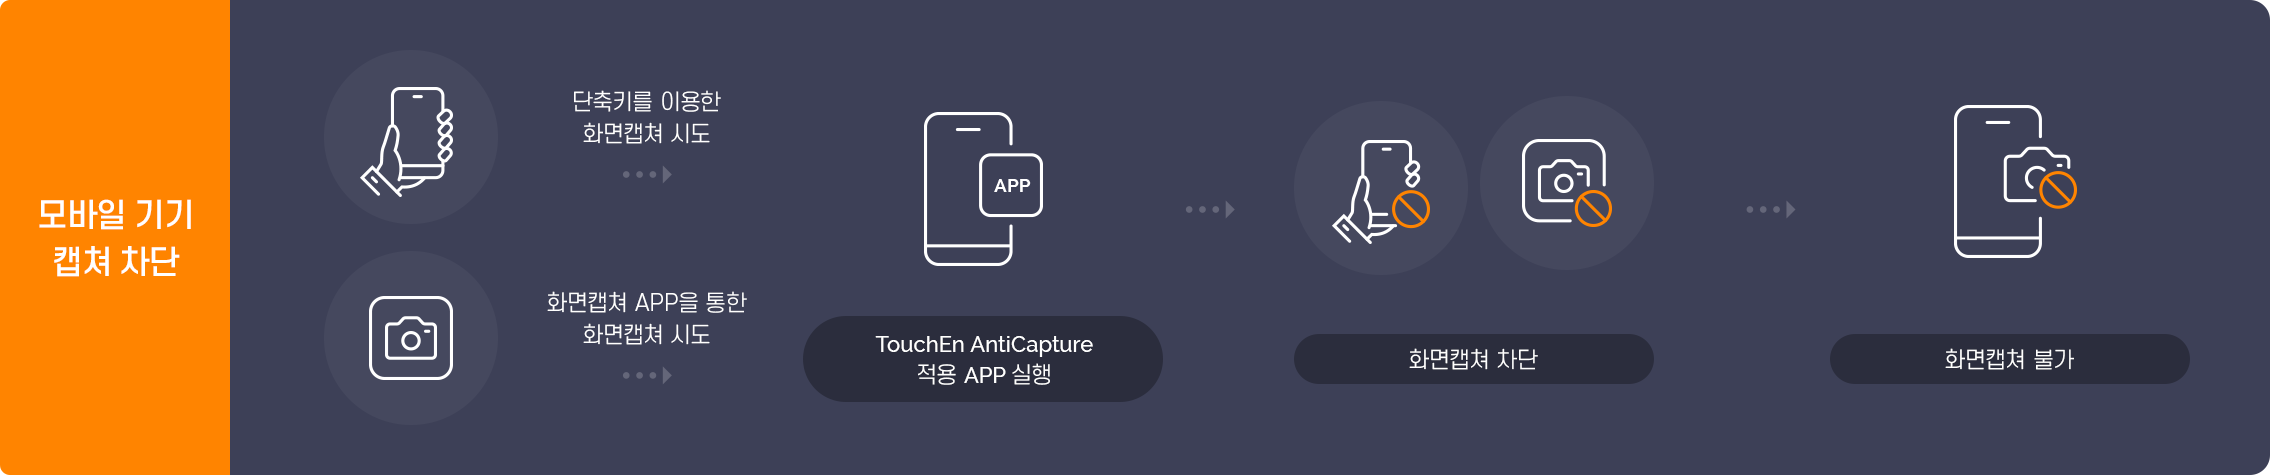 모바일 기기
캡쳐 차단
단축키를 이용한
화면캡쳐 시도
화면캡쳐 APP을 통한
화면캡쳐 시도
APP
TouchEn AntiCapture
적용 APP 실행
화면캡쳐 차단
화면캡쳐 불가